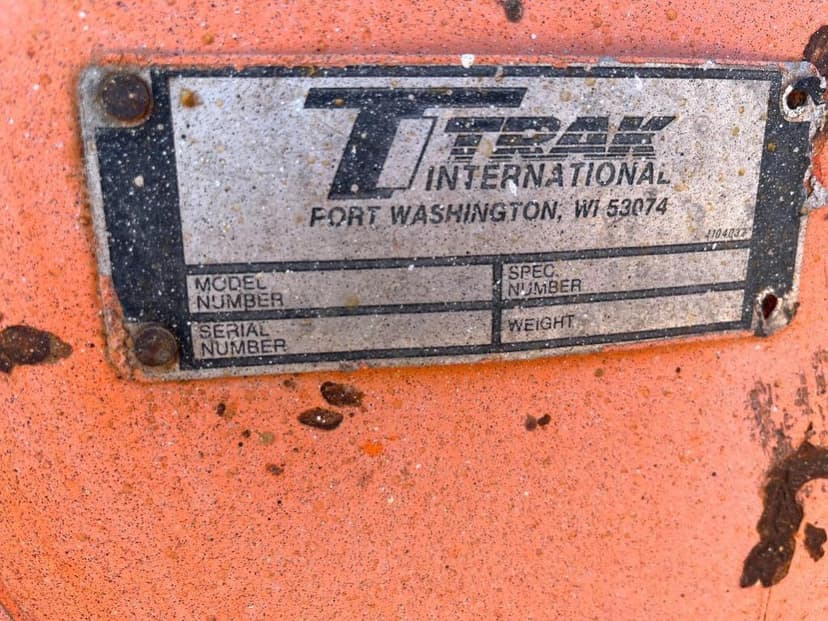 TRAK
INTERNATIONAL
PORT WASHINGTON, WI 53074
MODEL
NUMBER
SPEC.
NUMBER
SERIAL
NUMBER
WEIGHT